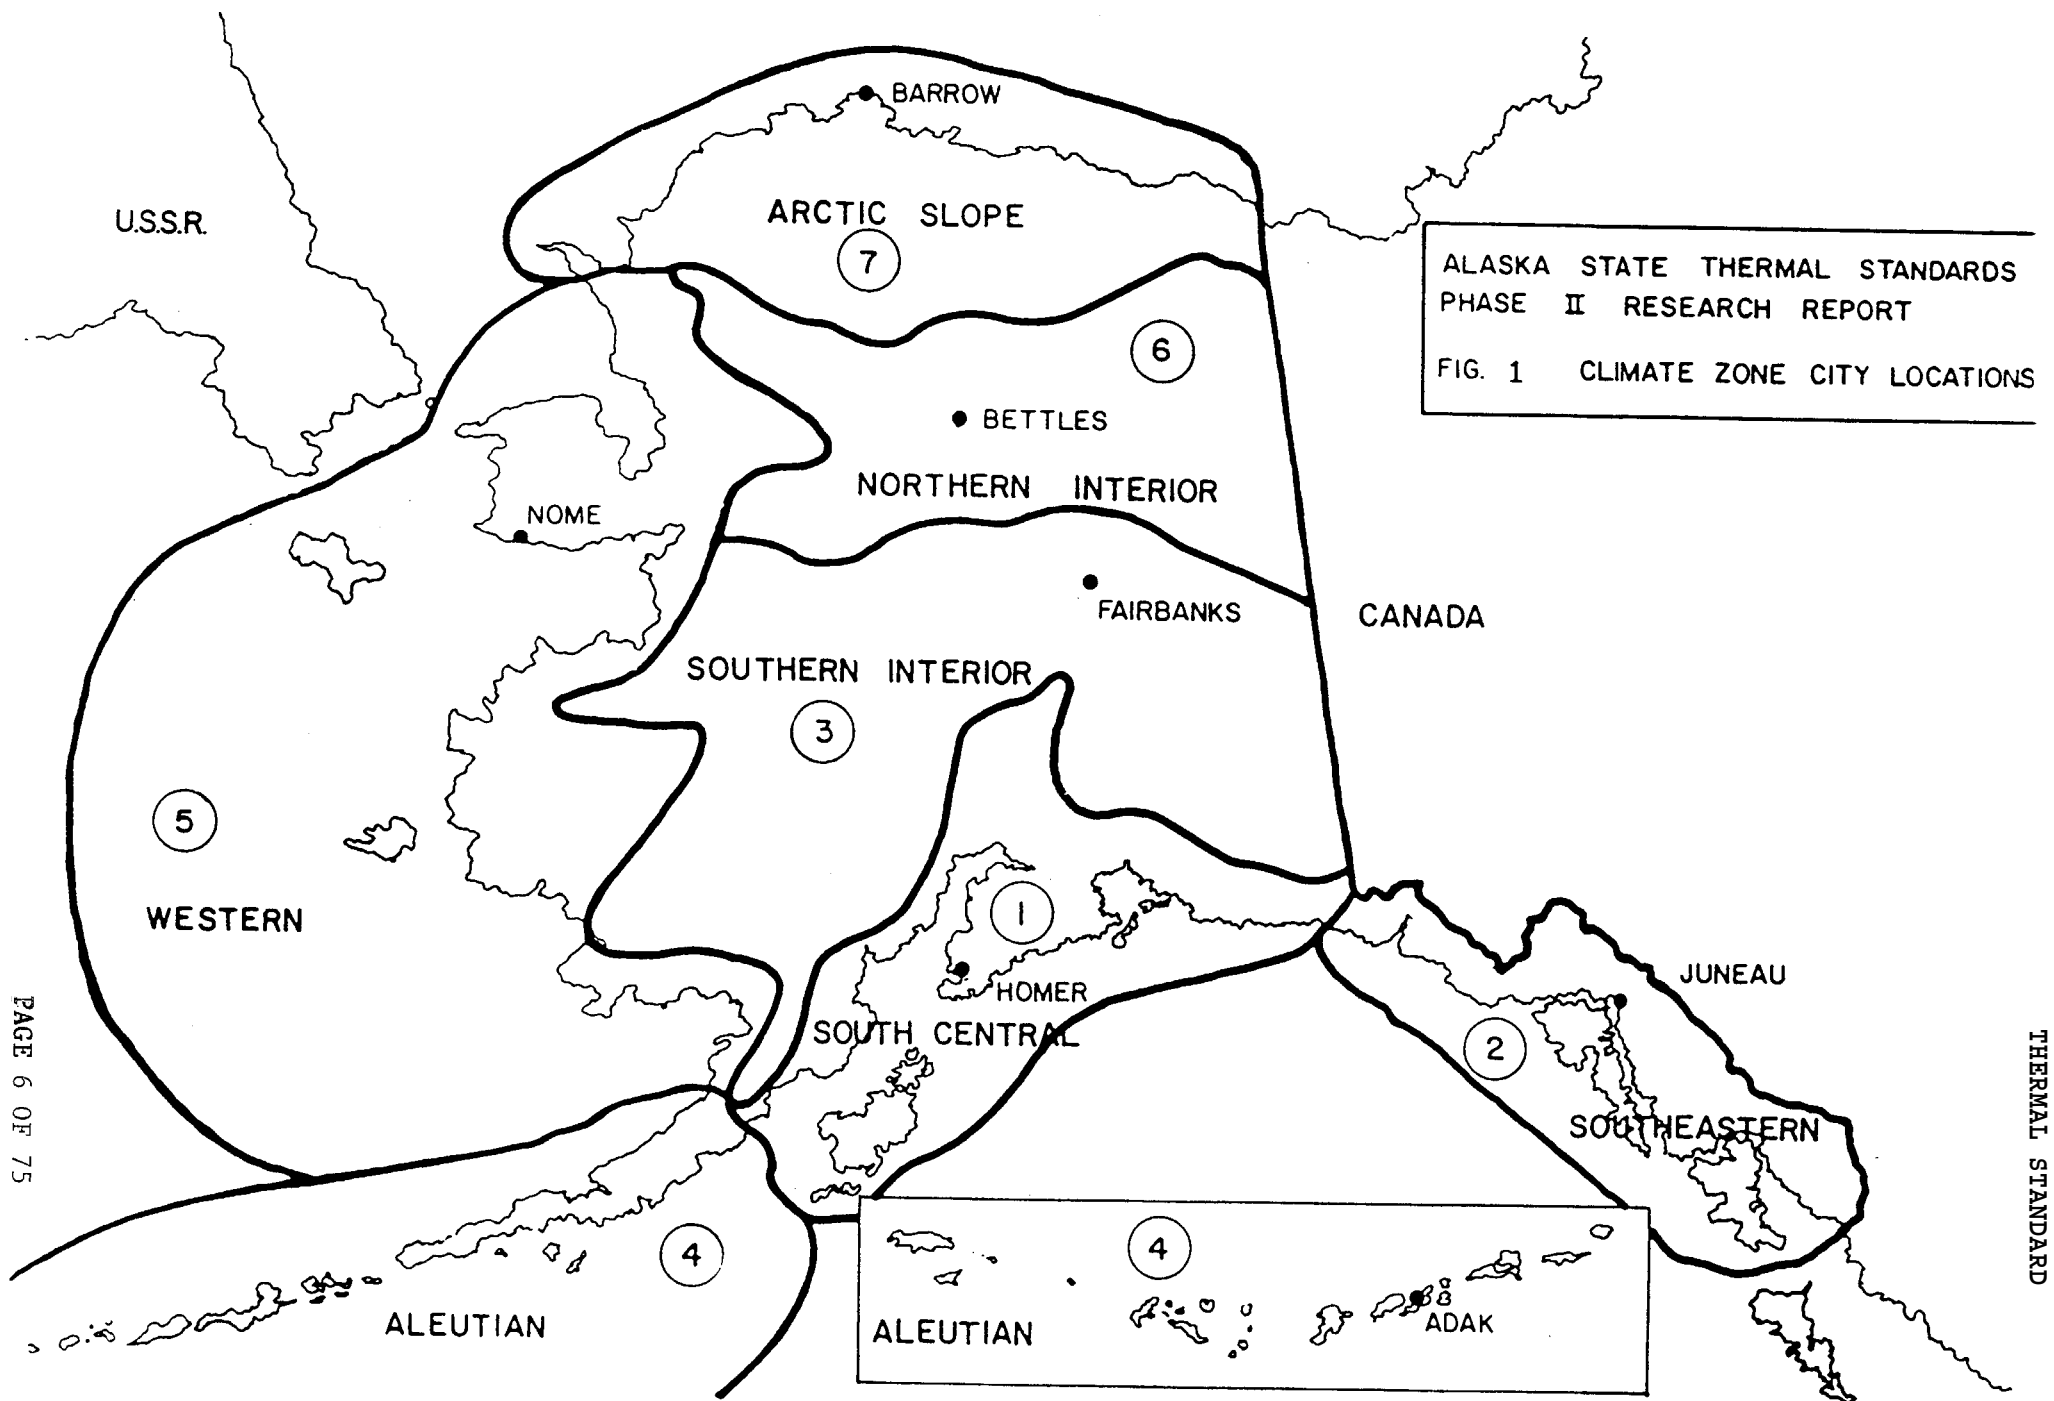 BARROW
U.S.S.R.
ARCTIC SLOPE
7
ALASKA STATE THERMAL STANDARDS
PHASE II RESEARCH REPORT
FIG. 1 CLIMATE ZONE CITY LOCATIONS
6
BETTLES
NORTHERN INTERIOR
NOME
FAIRBANKS
CANADA
SOUTHERN INTERIOR
3
5
WESTERN
1
HOMER
SOUTH CENTRAL
JUNEAU
2
SOUTHEASTERN
4
ALEUTIAN
4
ALEUTIAN
ADAK
PAGE 6 OF 75
THERMAL STANDARD